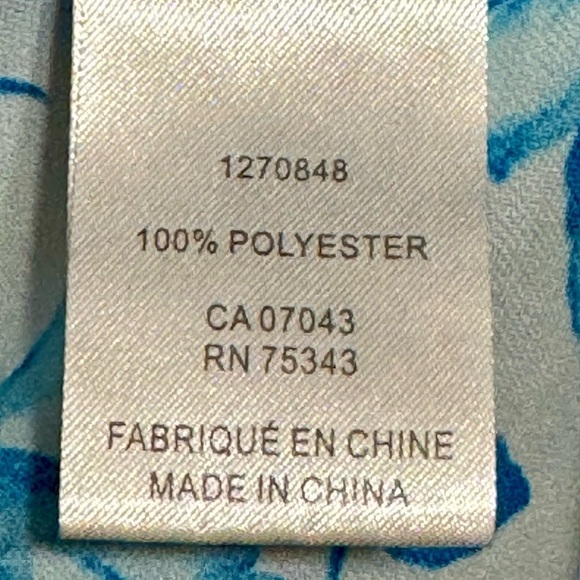 1270848
100% POLYESTER
CA 07043
RN 75343
FABRIQUÉ EN CHINE
MADE IN CHINA